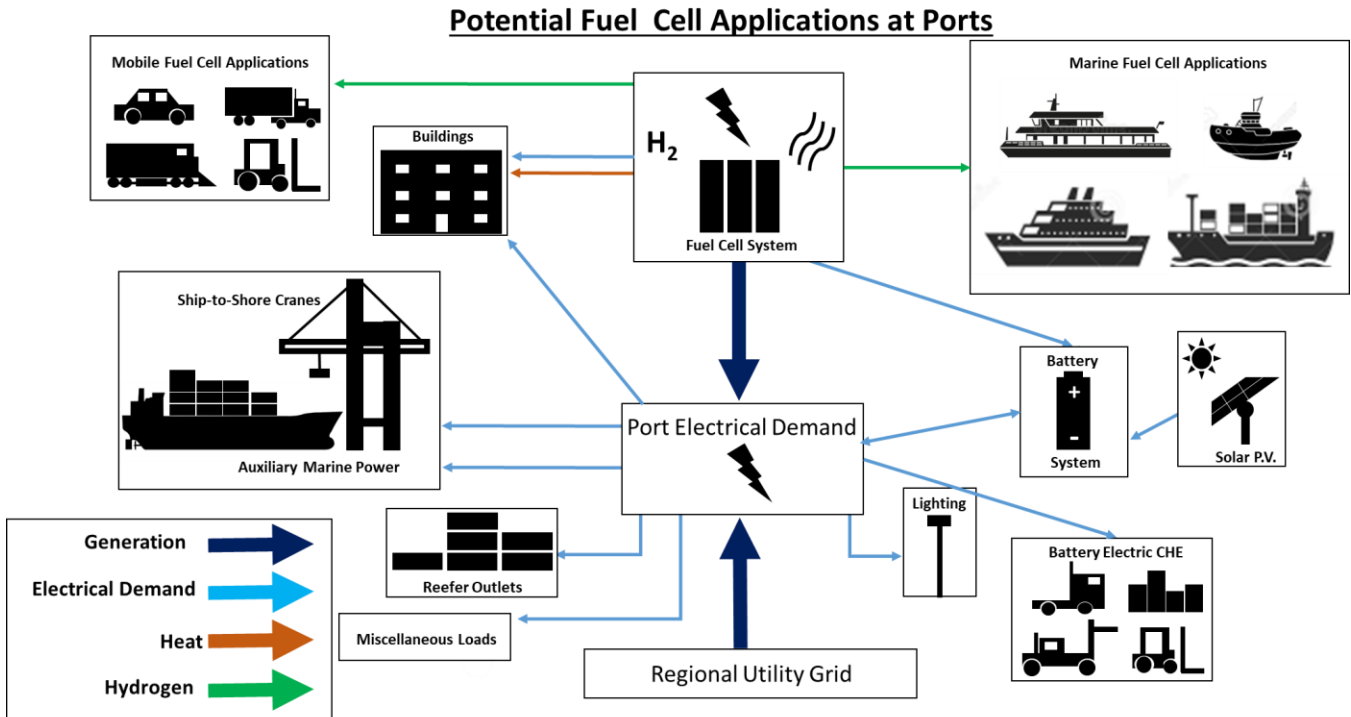 Potential Fuel Cell Applications at Ports
Mobile Fuel Cell Applications
Buildings
H₂
Fuel Cell System
Marine Fuel Cell Applications
Ship-to-Shore Cranes
Auxiliary Marine Power
Port Electrical Demand
Battery
+
-
System
Solar P.V.
Lighting
Battery Electric CHE
Reefer Outlets
Miscellaneous Loads
Regional Utility Grid
Generation
Electrical Demand
Heat
Hydrogen